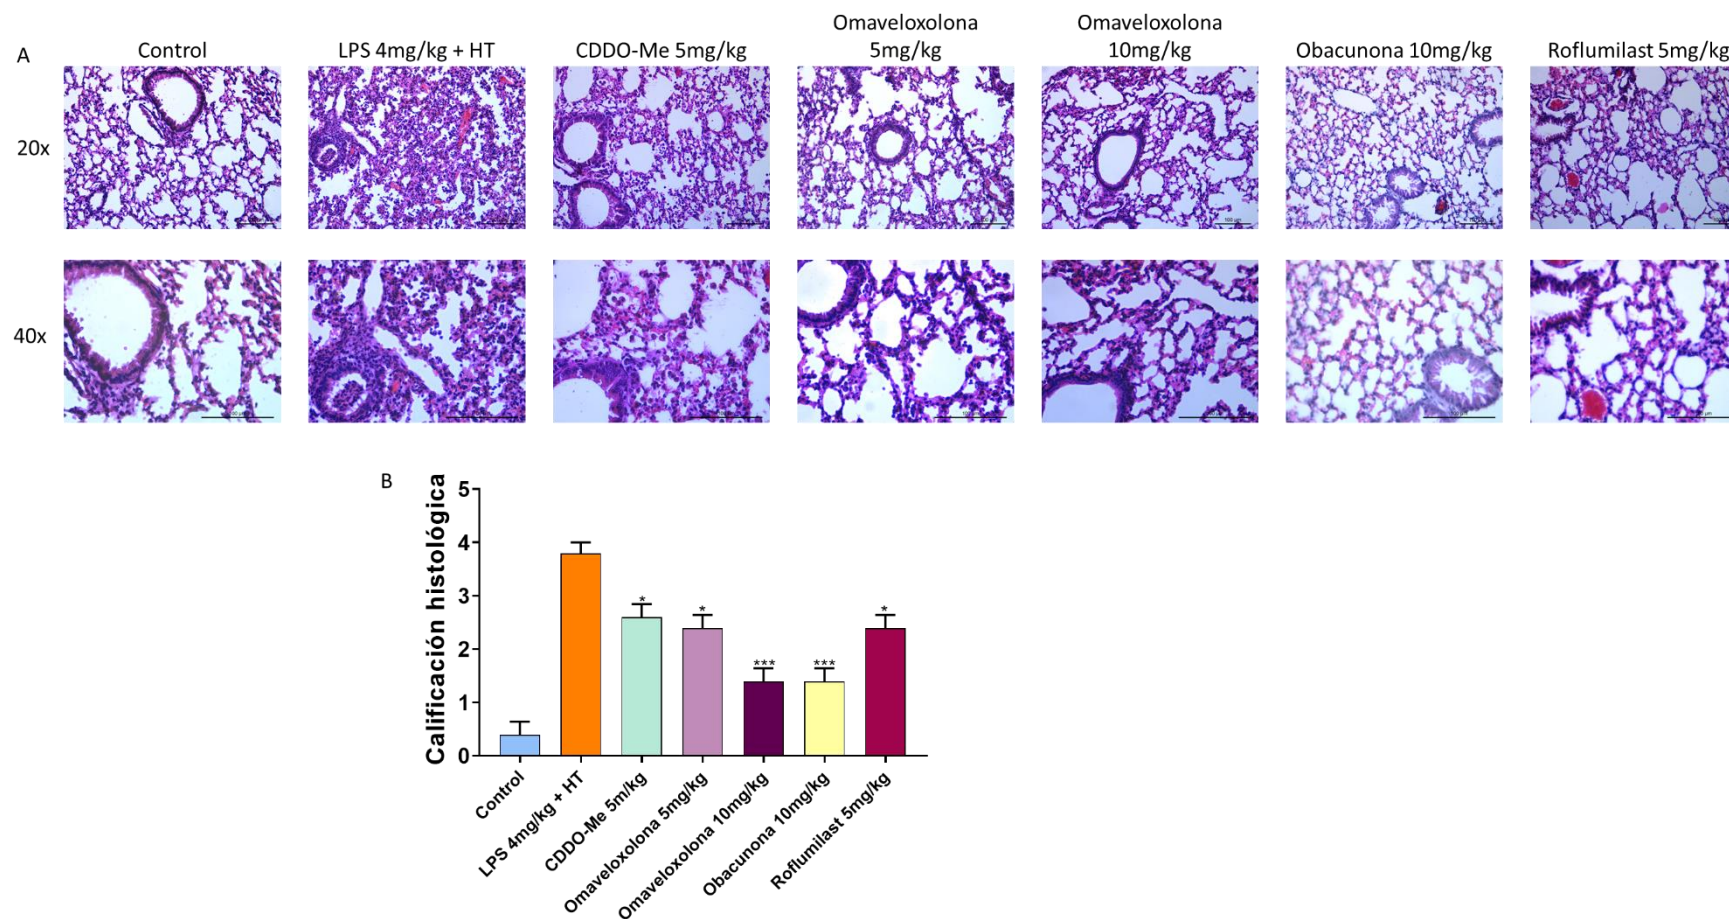 A
Control
LPS 4mg/kg + HT
CDDO-Me 5mg/kg
Omaveloxolona
5mg/kg
Omaveloxolona
10mg/kg
Obacunona 10mg/kg
Roflumilast 5mg/kg
20x
100 µm
40x
B
Calificación histológica
5
4
3
2
1
0
*
*
***
***
*
Control
LPS 4mg/kg + HT
CDDO-Me 5m/kg
Omaveloxolona 5mg/kg
Omaveloxolona 10mg/kg
Obacunona 10mg/kg
Roflumilast 5mg/kg